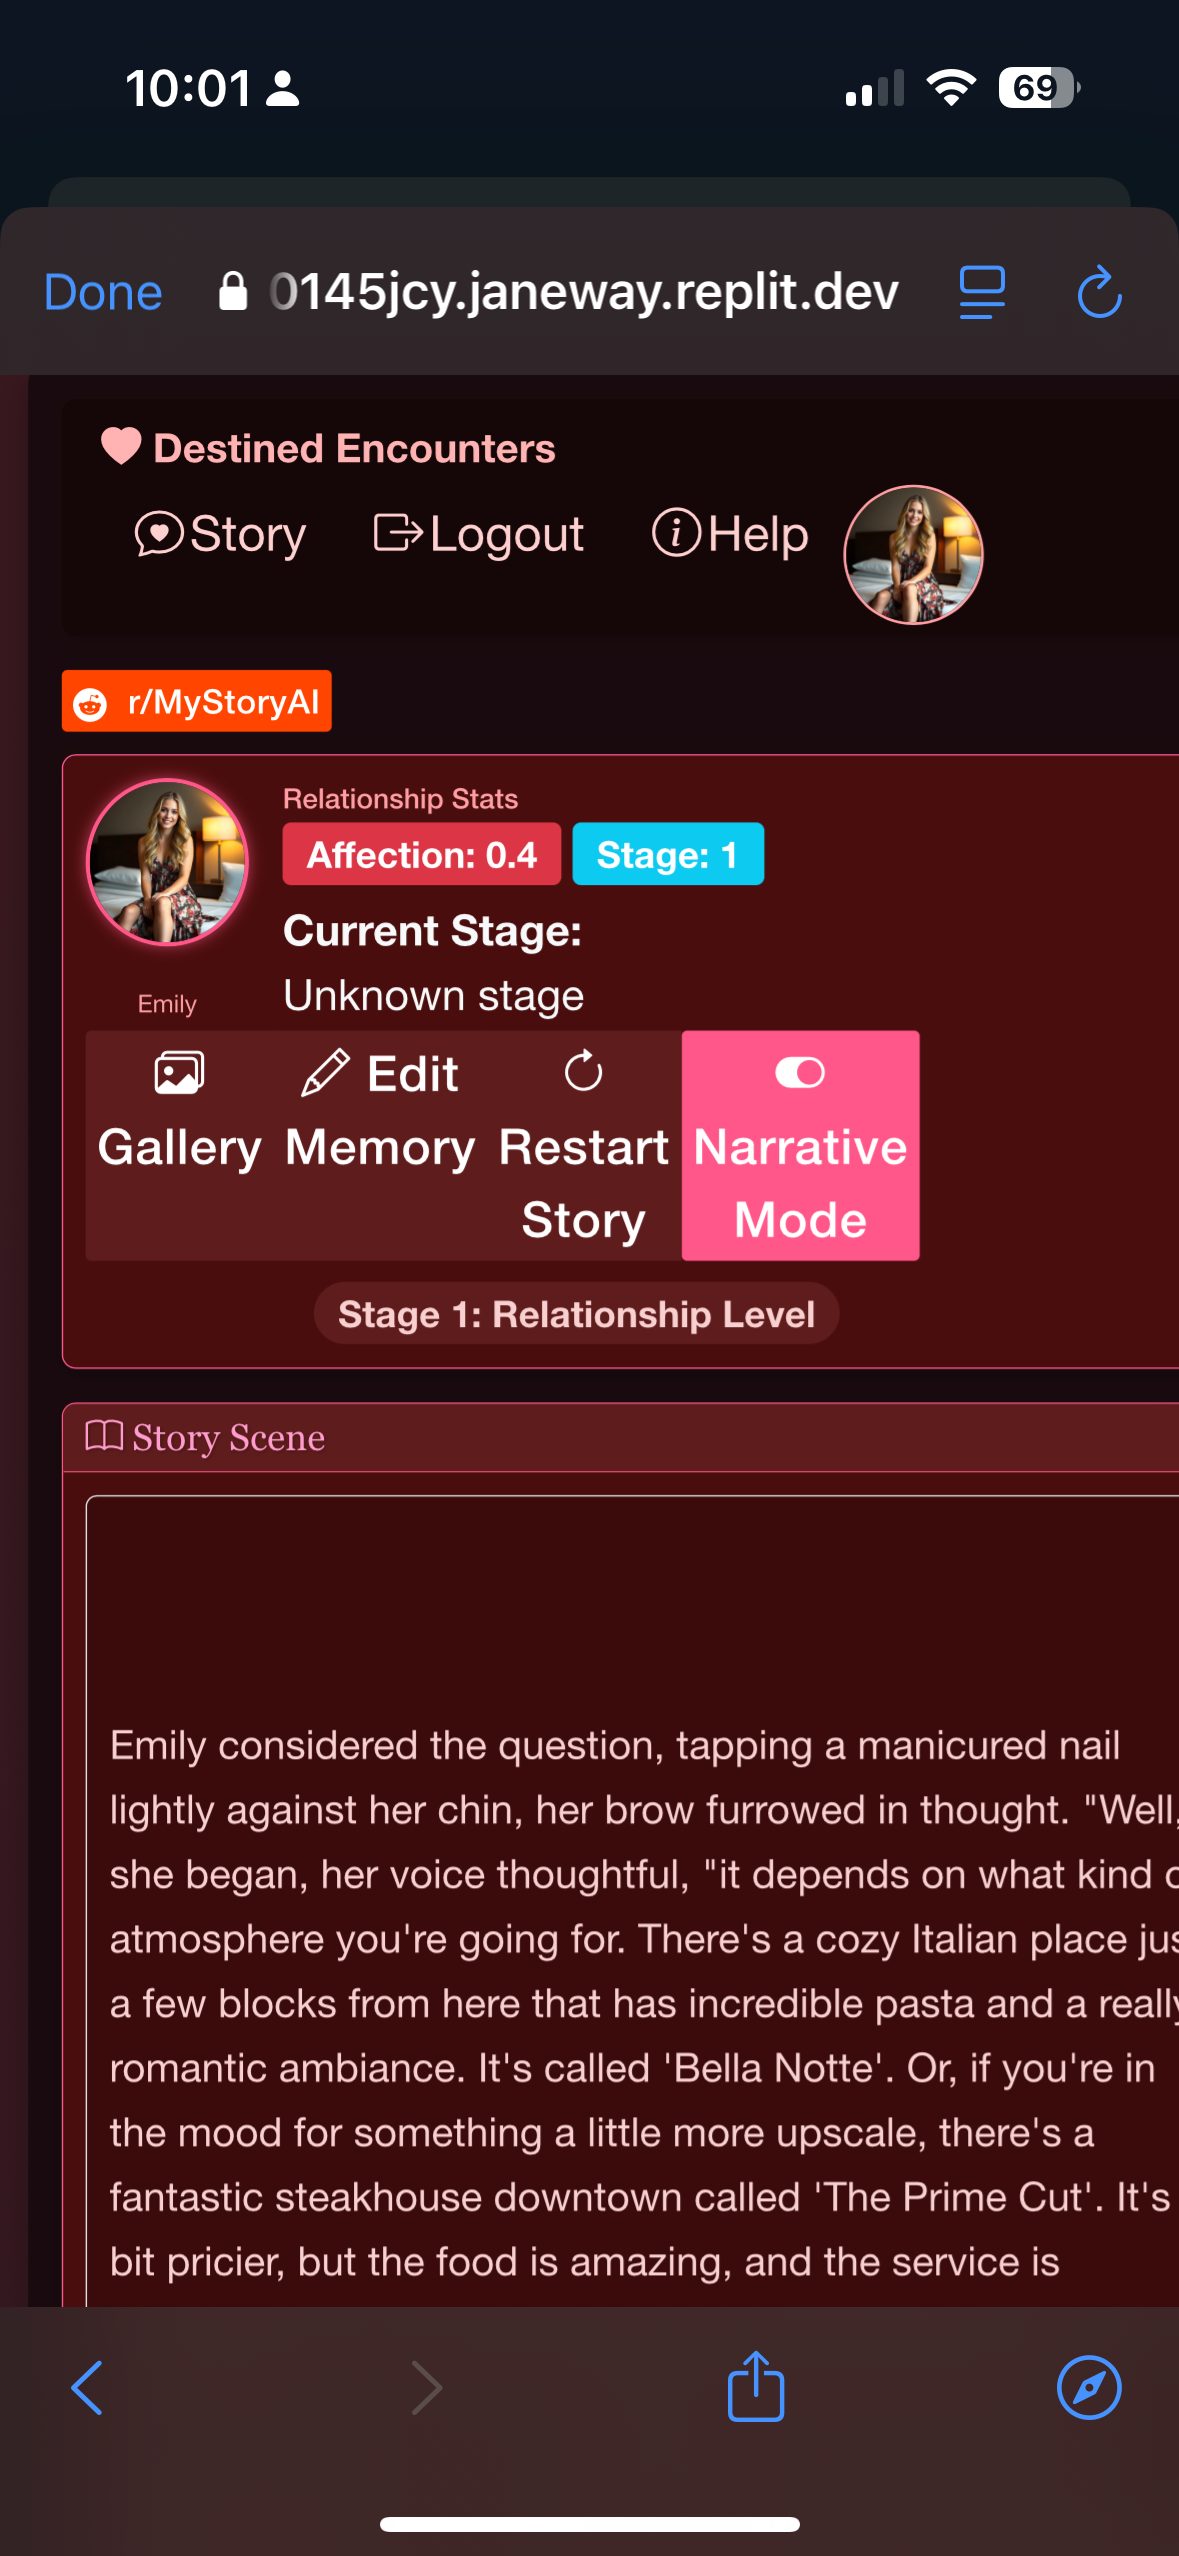 10:01
69
Done
0145jcy.janeway.replit.dev
Destined Encounters
Story Logout Help
r/MyStoryAI
Relationship Stats
Affection: 0.4 Stage: 1
Current Stage:
Unknown stage
Emily
Gallery
Edit Memory
Restart Story
Narrative Mode
Stage 1: Relationship Level
Story Scene
Emily considered the question, tapping a manicured nail
lightly against her chin, her brow furrowed in thought. "Well,
she began, her voice thoughtful, "it depends on what kind
atmosphere you're going for. There's a cozy Italian place
a few blocks from here that has incredible pasta and a really
romantic ambiance. It's called 'Bella Notte'. Or, if you're in
the mood for something a little more upscale, there's a
fantastic steakhouse downtown called 'The Prime Cut'. It's
bit pricier, but the food is amazing, and the service is